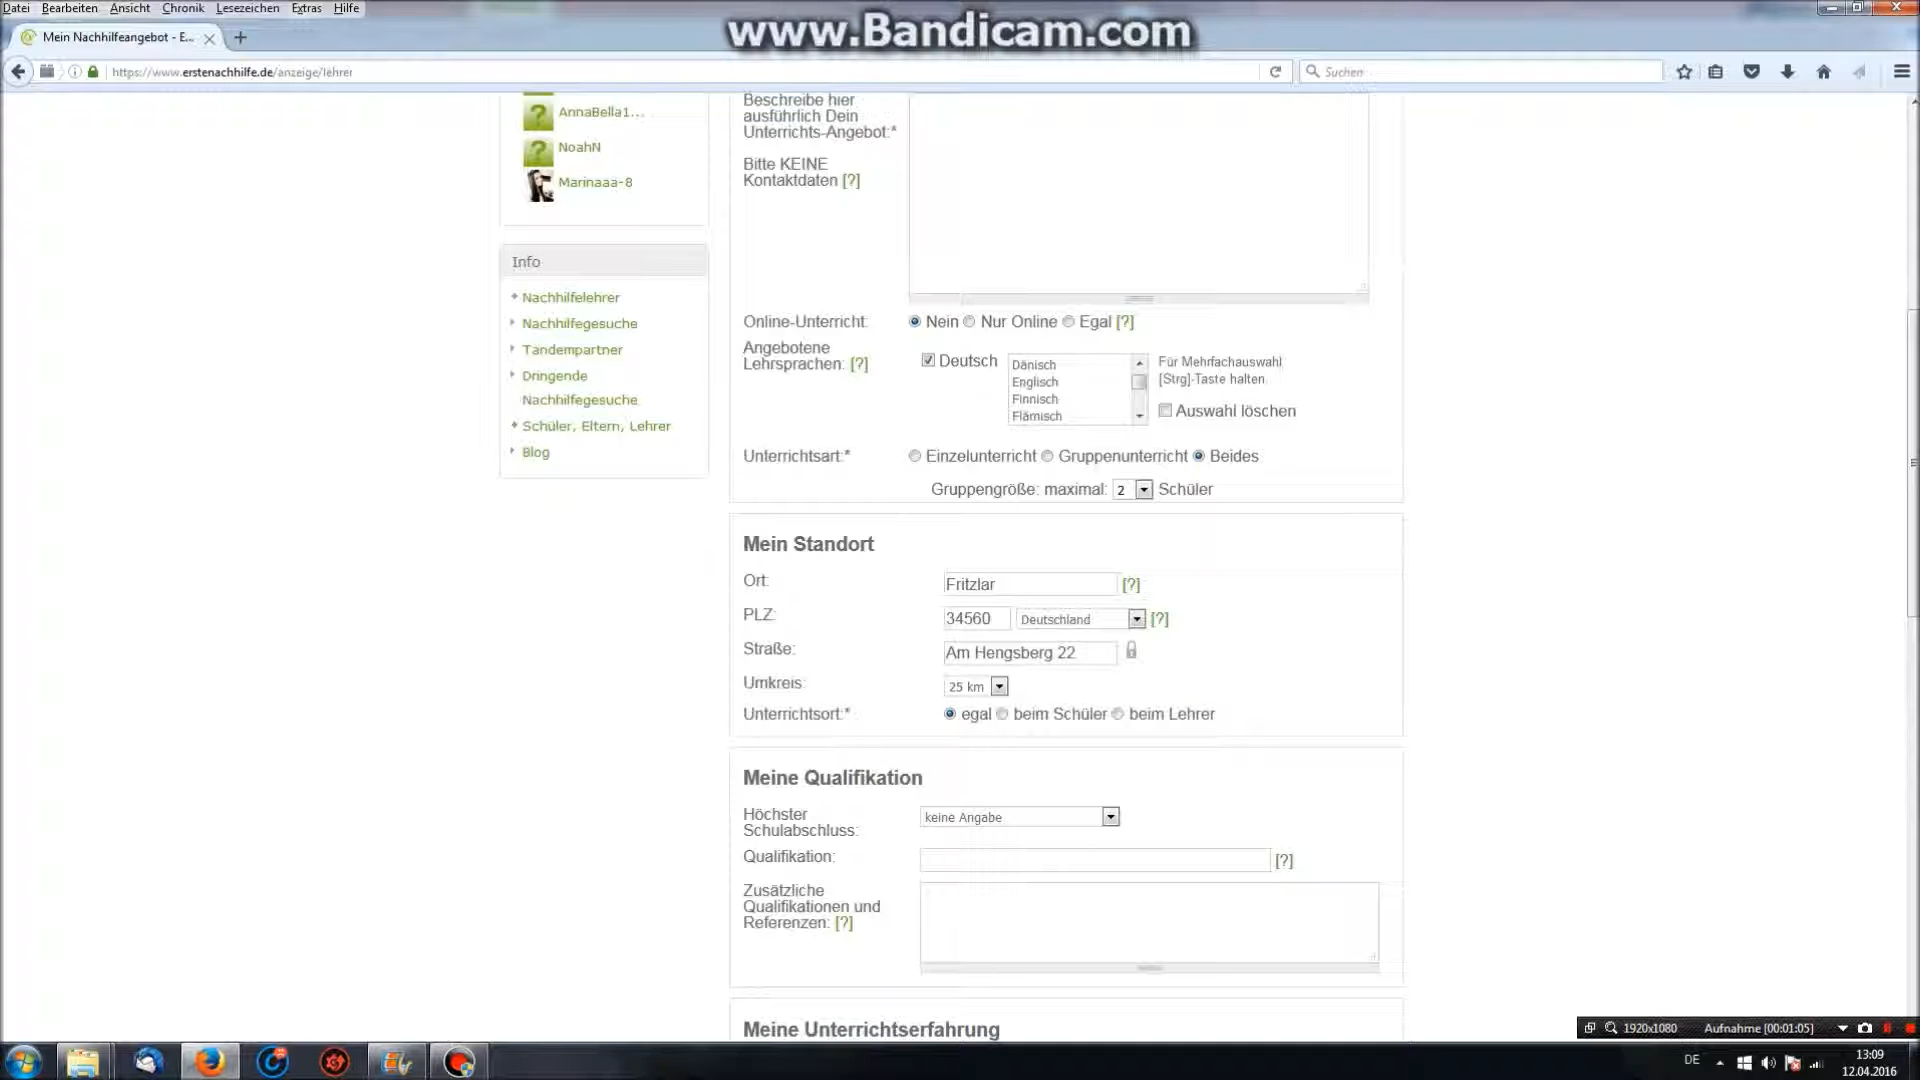 Datei Bearbeiten Ansicht Chronik Lesezeichen Extras Hilfe
www.Bandicam.com
Mein Nachhilfeangebot - E...
https://www.erstenachhilfe.de/anzeige/lehrer
Suchen
AnnaBella1...
NoahN
Marinaaa-8
Info
Nachhilfelehrer
Nachhilfegesuche
Tandempartner
Dringende
Nachhilfegesuche
Schüler, Eltern, Lehrer
Blog
Beschreibe hier
ausführlich Dein
Unterrichts-Angebot:*
Bitte KEINE
Kontaktdaten [?]
Online-Unterricht: Nein Nur Online Egal [?]
Angebotene
Lehrsprachen: [?]
Deutsch
Dänisch
Englisch
Finnisch
Flämisch
Für Mehrfachauswahl
[Strg]-Taste halten.
Auswahl löschen
Unterrichtsart:* Einzelunterricht Gruppenunterricht Beides
Gruppengröße: maximal: 2 Schüler
Mein Standort
Ort: Fritzlar [?]
PLZ: 34560 Deutschland [?]
Straße: Am Hengsberg 22
Umkreis: 25 km
Unterrichtsort:* egal beim Schüler beim Lehrer
Meine Qualifikation
Höchster
Schulabschluss:
keine Angabe
Qualifikation: [?]
Zusätzliche
Qualifikationen und
Referenzen: [?]
Meine Unterrichtserfahrung
1920x1080 Aufnahme [00:01:05]
DE
13:09
12.04.2016